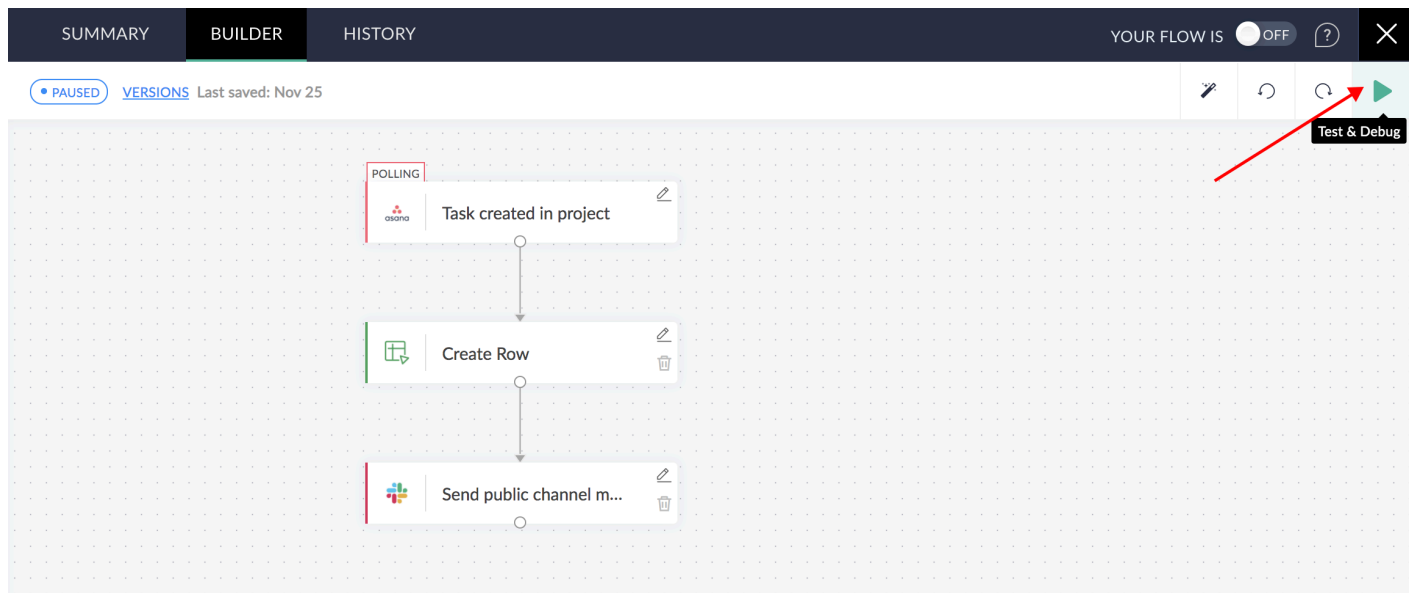 SUMMARY BUILDER HISTORY YOUR FLOW IS OFF ?
PAUSED VERSIONS Last saved: Nov 25
Test & Debug
POLLING
asana Task created in project
Create Row
Send public channel m...